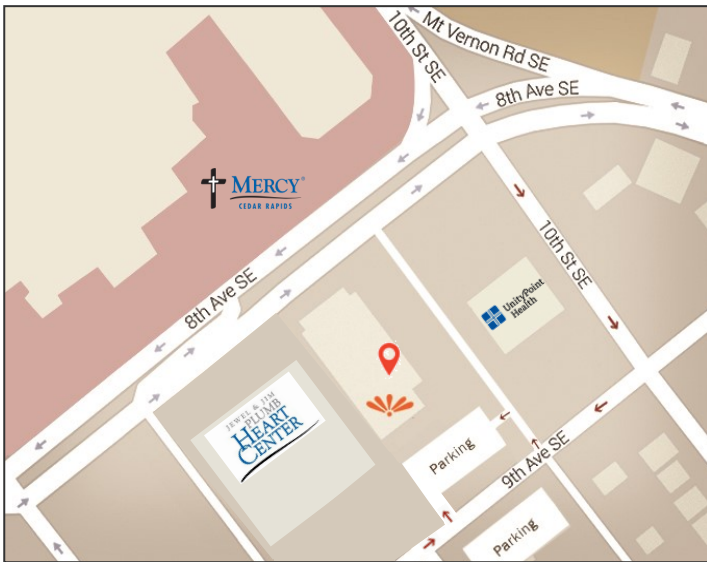 Mt Vernon Rd SE
10th St SE
8th Ave SE
MERCY®
CEDAR RAPIDS
10th St SE
8th Ave SE
UnityPoint
Health
JEWEL & JIM
PLUMB
HEART
CENTER
Parking
9th Ave SE
Parking